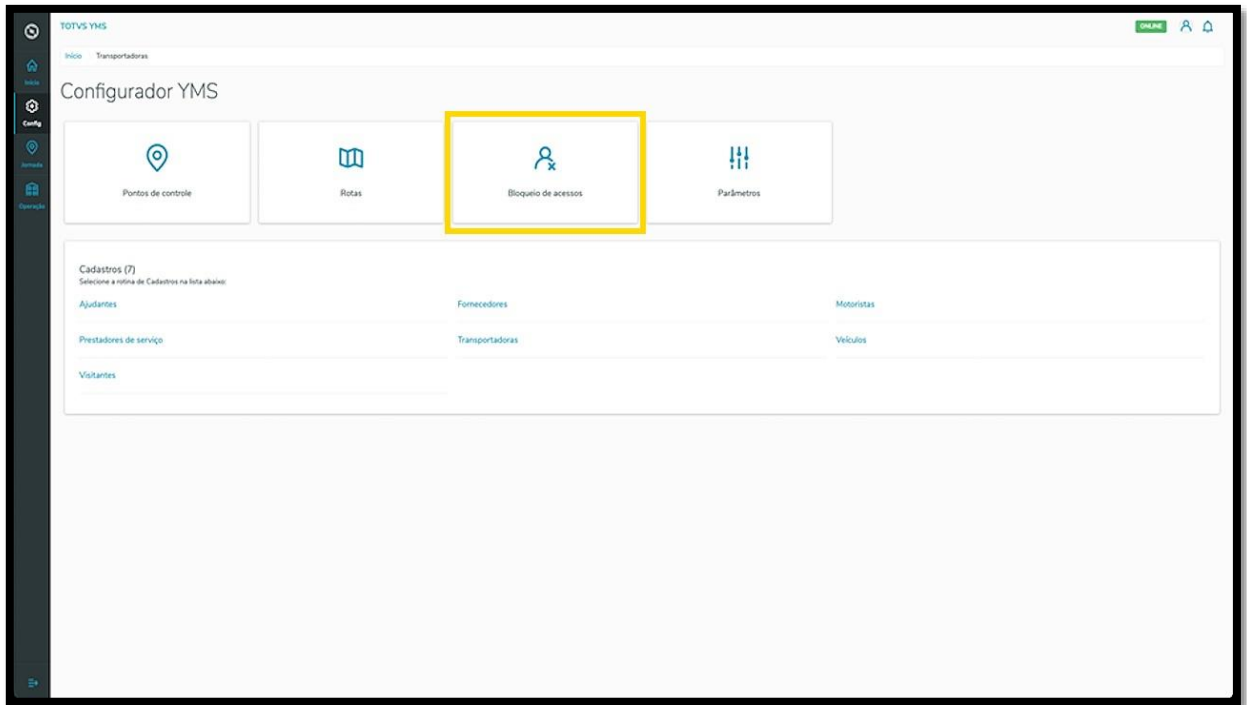 TOTVS YMS
ONLINE
Início Transportadoras
Início
Configurador YMS
Config
Jornada
Operação
Pontos de controle
Rotas
Bloqueio de acessos
Parâmetros
Cadastros (7)
Selecione a rotina de Cadastros na lista abaixo:
Ajudantes
Fornecedores
Motoristas
Prestadores de serviço
Transportadoras
Veículos
Visitantes